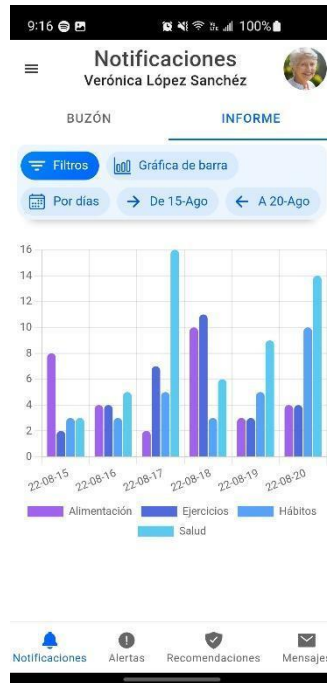 9:16 100%
Notificaciones
Verónica López Sanchéz
BUZÓN INFORME
Filtros Gráfica de barra
Por días De 15-Ago A 20-Ago
16
14
12
10
8
6
4
2
0
22-08-15 22-08-16 22-08-17 22-08-18 22-08-19 22-08-20
Alimentación Ejercicios Hábitos
Salud
Notificaciones Alertas Recomendaciones Mensajes